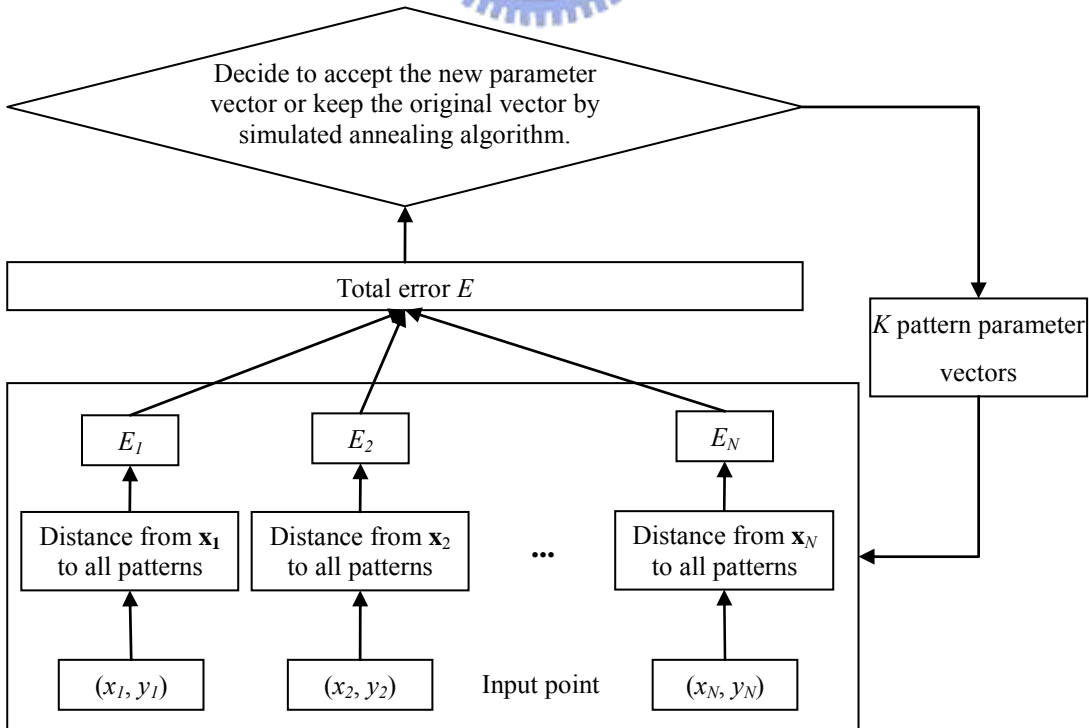 Decide to accept the new parameter
vector or keep the original vector by
simulated annealing algorithm.
Total error E
K pattern parameter
vectors
E1
E2
EN
Distance from x1
to all patterns
Distance from x2
to all patterns
...
Distance from xN
to all patterns
(x1, y1)
(x2, y2)
Input point
(xN, yN)